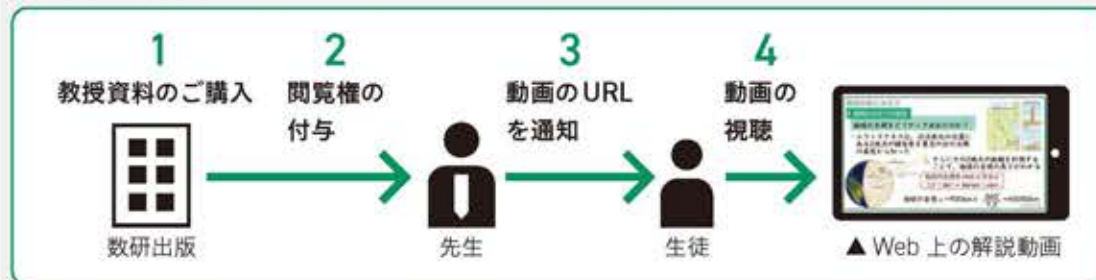 1
教授資料のご購入
2
閲覧権の
付与
3
動画のURL
を通知
4
動画の
視聴
数研出版
先生
生徒
▲ Web 上の解説動画